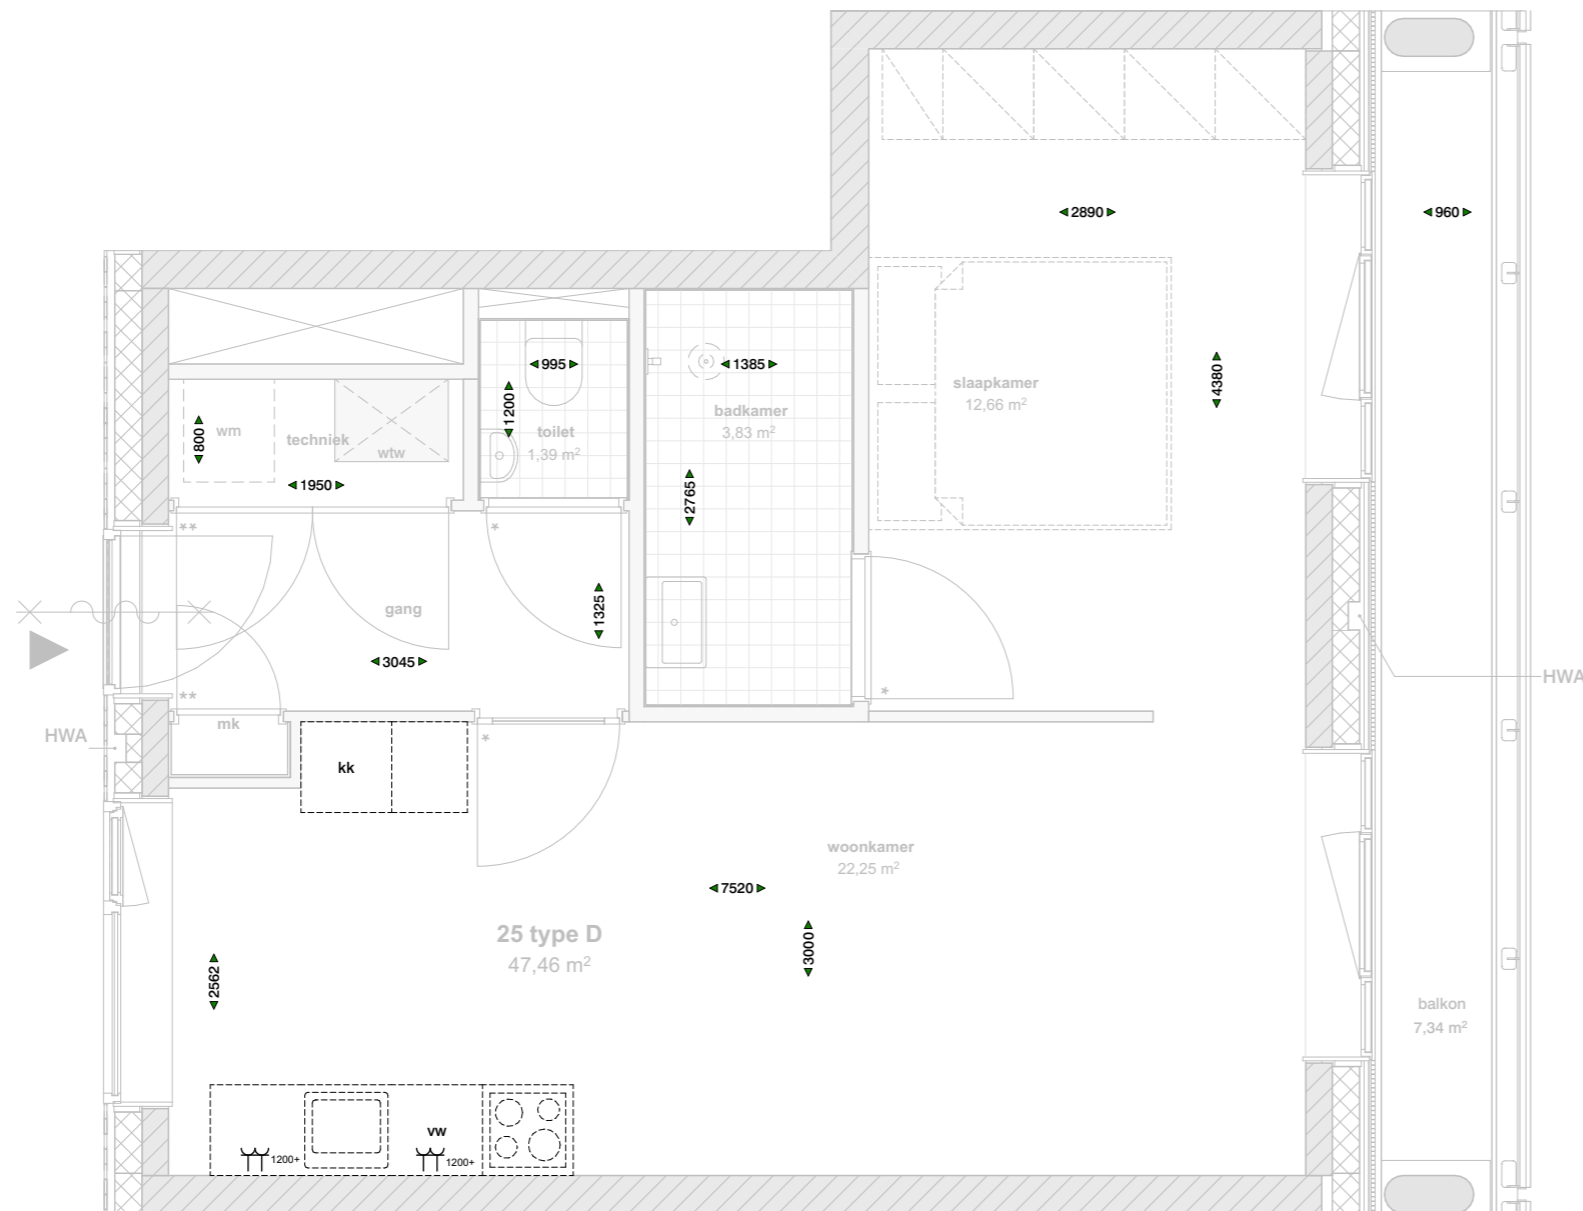 2890
960
995
1385
4380
slaapkamer
12,66 m²
1200
badkamer
3,83 m²
800
wm
techniek
wtw
toilet
1,39 m²
1950
2765
**
*
gang
1325
3045
**
*
HWA
mk
HWA
*
kk
woonkamer
22,25 m²
7520
25 type D
47,46 m²
3000
2562
balkon
7,34 m²
vw
1200+
1200+